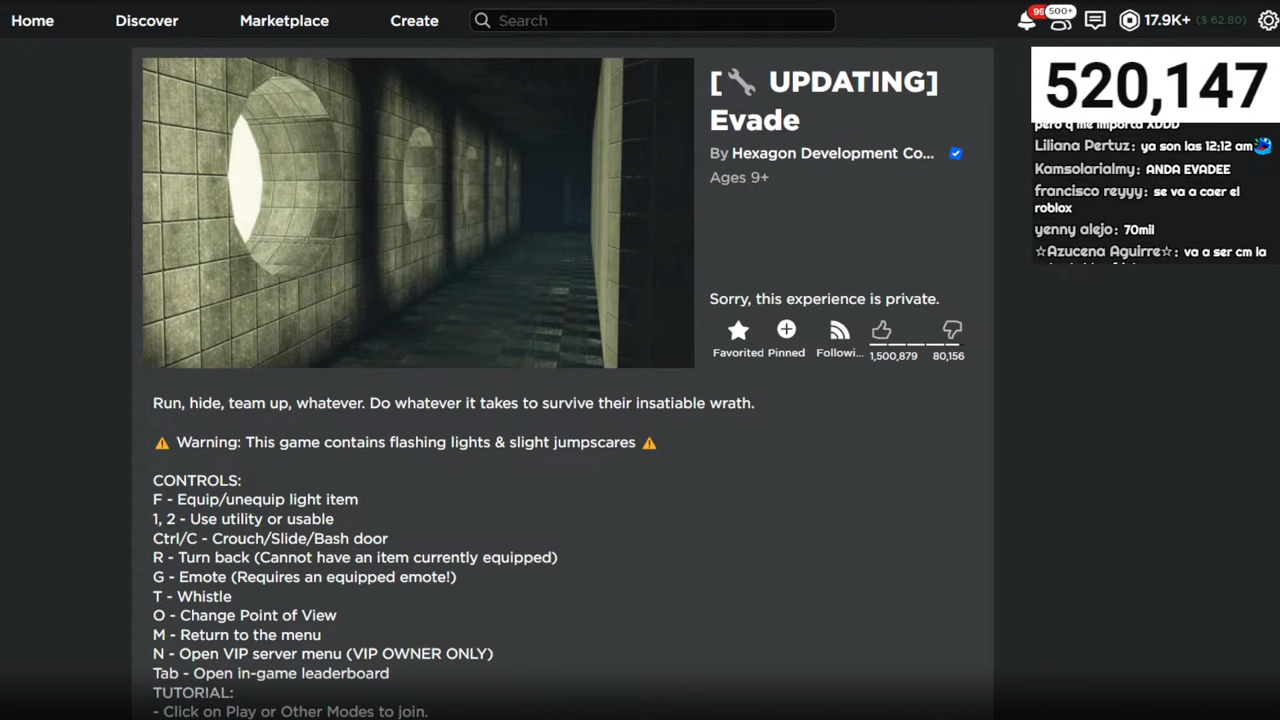 Home
Discover
Marketplace
Create
Search
99
500+
17.9K+
($ 62.80)
[🔧 UPDATING]
Evade
By Hexagon Development Co...
Ages 9+
Sorry, this experience is private.
Favorited
Pinned
Followi...
1,500,879
80,156
520,147
pero q me importa XDDD
Liliana Pertuz: ya son las 12:12 am
Kamsolarialmy: ANDA EVADEE
francisco reyyy: se va a caer el
roblox
yenny alejo: 70mil
☆Azucena Aguirre☆: va a ser cm la
Run, hide, team up, whatever. Do whatever it takes to survive their insatiable wrath.
⚠ Warning: This game contains flashing lights & slight jumpscares ⚠
CONTROLS:
F - Equip/unequip light item
1, 2 - Use utility or usable
Ctrl/C - Crouch/Slide/Bash door
R - Turn back (Cannot have an item currently equipped)
G - Emote (Requires an equipped emote!)
T - Whistle
O - Change Point of View
M - Return to the menu
N - Open VIP server menu (VIP OWNER ONLY)
Tab - Open in-game leaderboard
TUTORIAL:
- Click on Play or Other Modes to join.